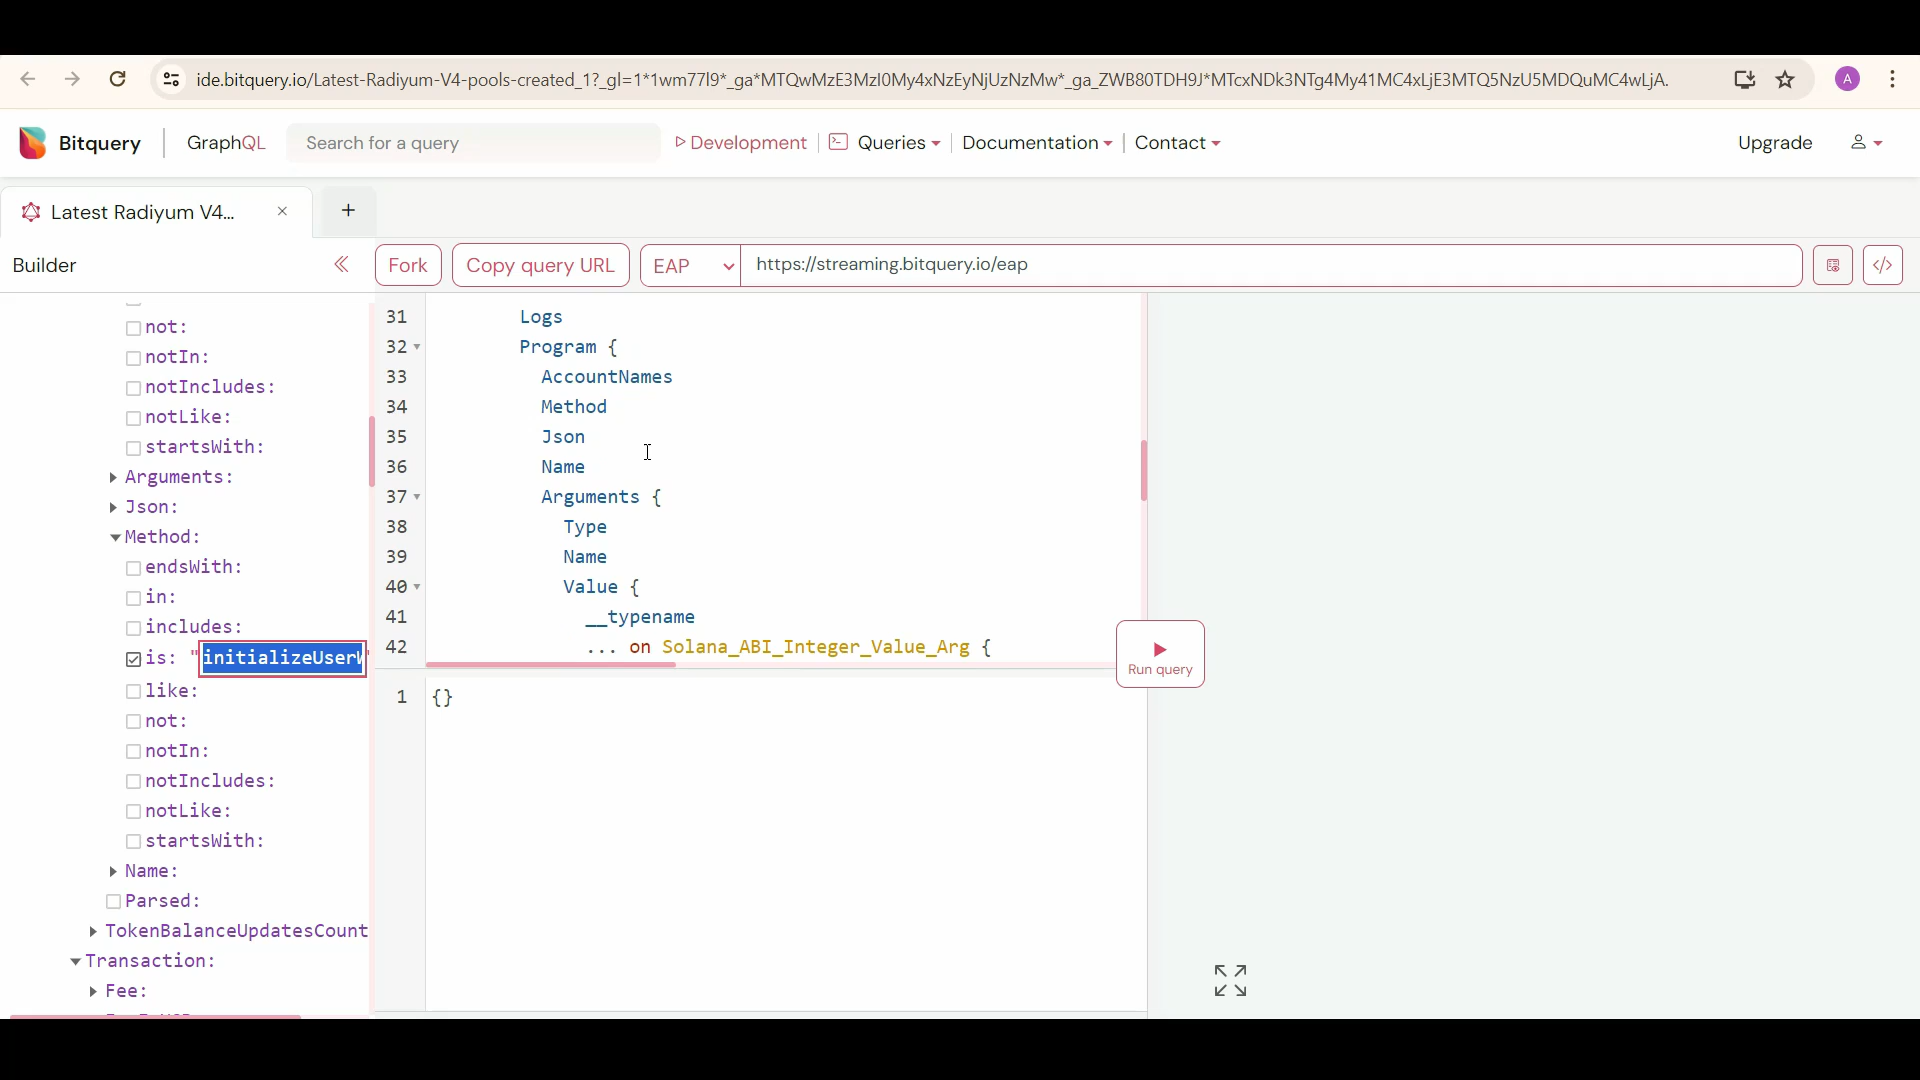 ide.bitquery.io/Latest-Radiyum-V4-pools-created_1?_gl=1*1wm77l9*_ga*MTQwMzE3MzI0My4xNzEyNjUzNzMw*_ga_ZWB80TDH9J*MTcxNDk3NTg4My41MC4xLjE3MTQ5NzU5MDQuMC4wLjA.
A
Bitquery
GraphQL
Search for a query
Development
Queries
Documentation
Contact
Upgrade
Latest Radiyum V4...
×
+
Builder
Fork
Copy query URL
EAP
https://streaming.bitquery.io/eap
not:
notIn:
notIncludes:
notLike:
startsWith:
Arguments:
Json:
Method:
endsWith:
in:
includes:
is: "initializeUserW"
like:
not:
notIn:
notIncludes:
notLike:
startsWith:
Name:
Parsed:
TokenBalanceUpdatesCount
Transaction:
Fee:
31 Logs
32 Program {
33 AccountNames
34 Method
35 Json
36 Name
37 Arguments {
38 Type
39 Name
40 Value {
41 __typename
42 ... on Solana_ABI_Integer_Value_Arg {
Run query
1 {}